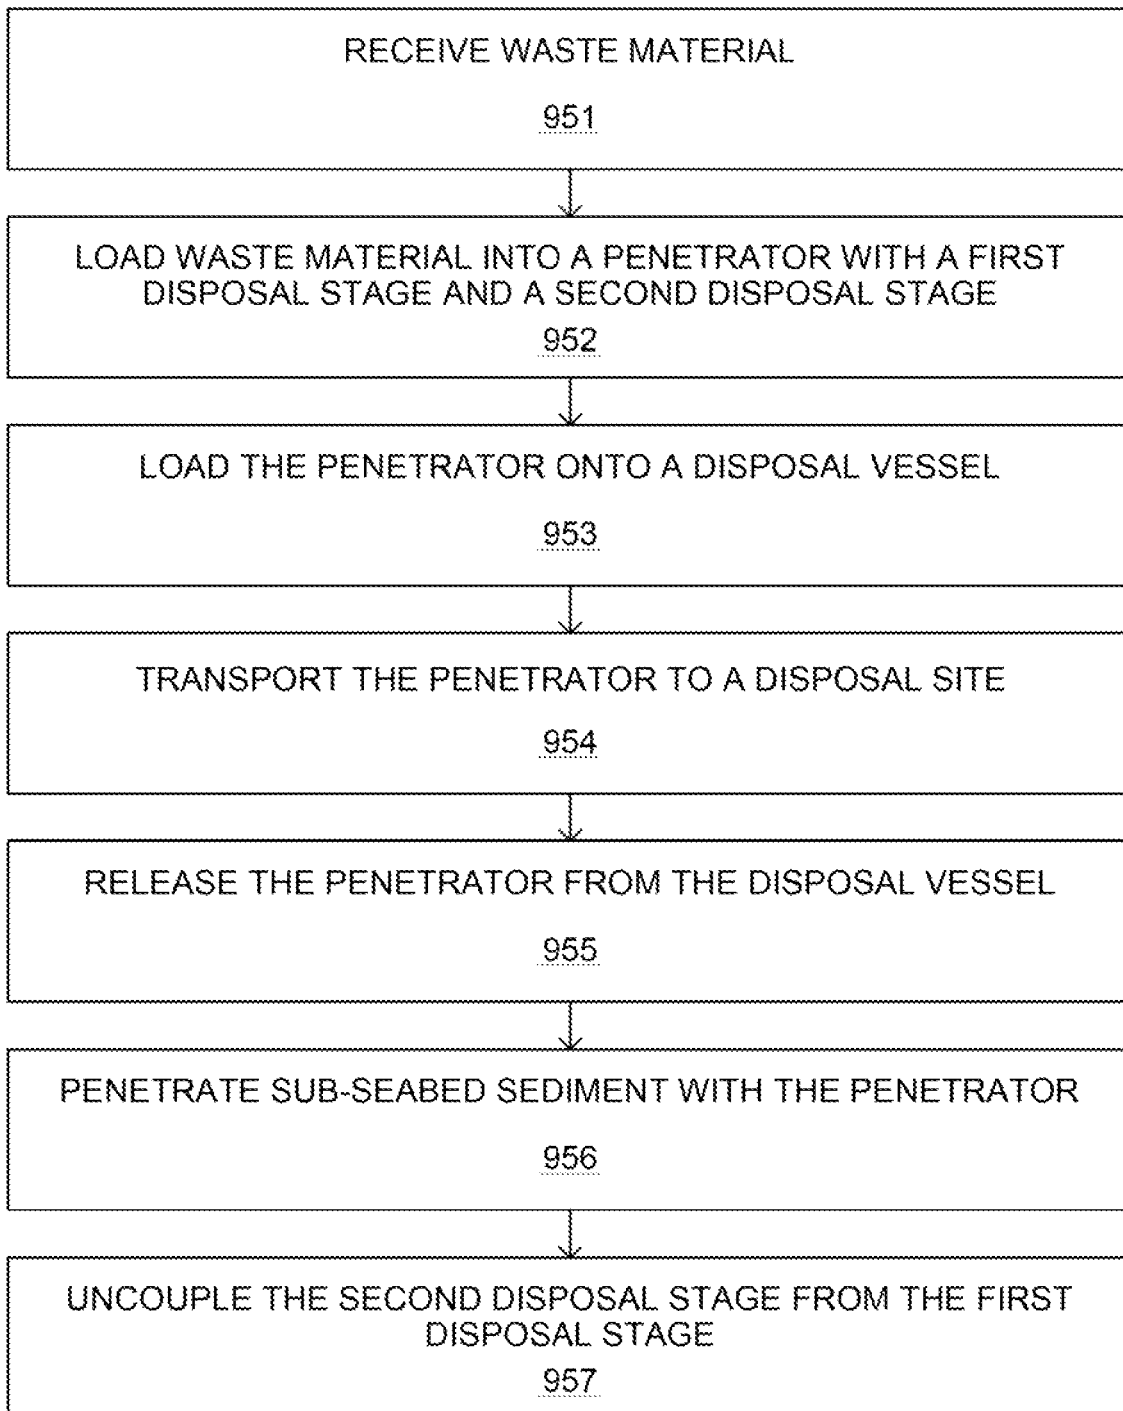 RECEIVE WASTE MATERIAL
951
LOAD WASTE MATERIAL INTO A PENETRATOR WITH A FIRST
DISPOSAL STAGE AND A SECOND DISPOSAL STAGE
952
LOAD THE PENETRATOR ONTO A DISPOSAL VESSEL
953
TRANSPORT THE PENETRATOR TO A DISPOSAL SITE
954
RELEASE THE PENETRATOR FROM THE DISPOSAL VESSEL
955
PENETRATE SUB-SEABED SEDIMENT WITH THE PENETRATOR
956
UNCOUPLE THE SECOND DISPOSAL STAGE FROM THE FIRST
DISPOSAL STAGE
957